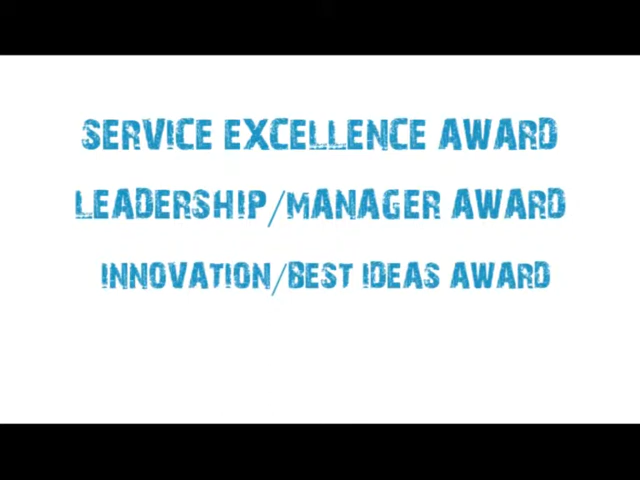 SERVICE EXCELLENCE AWARD
LEADERSHIP/MANAGER AWARD
INNOVATION/BEST IDEAS AWARD